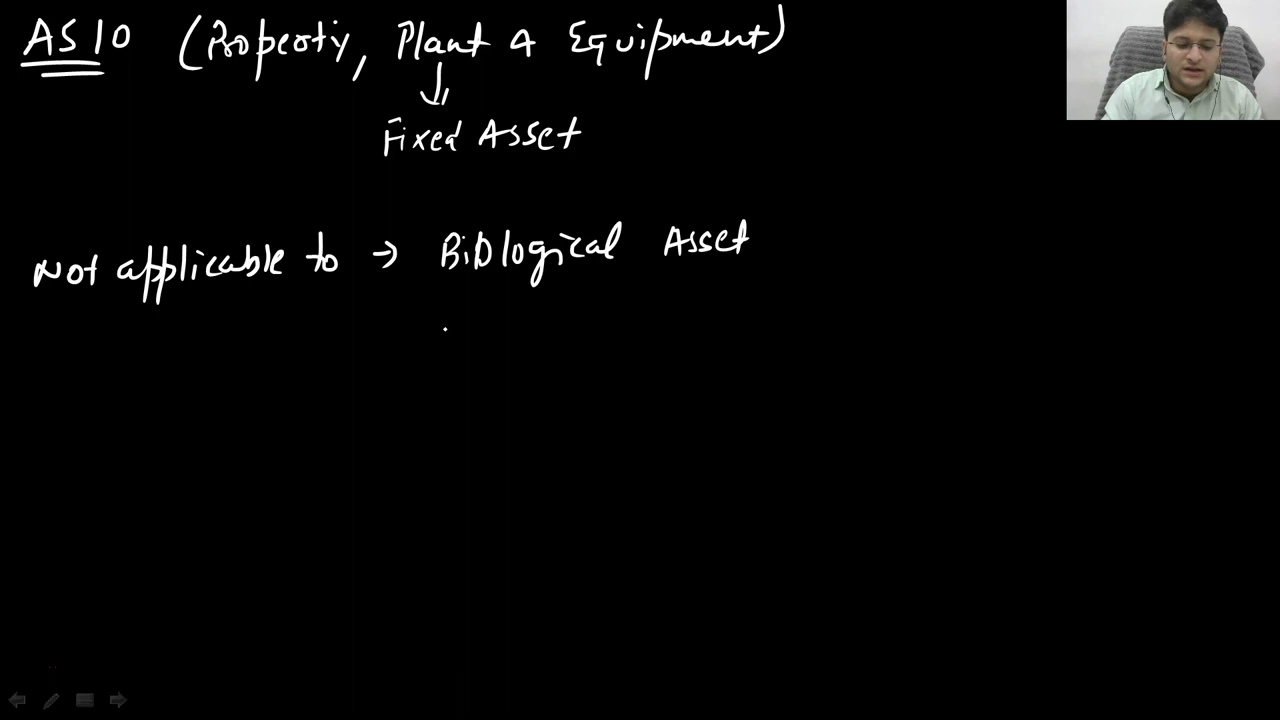 AS 10 (Property, Plant & Equipment)
Fixed Asset
Not applicable to → Biological Asset